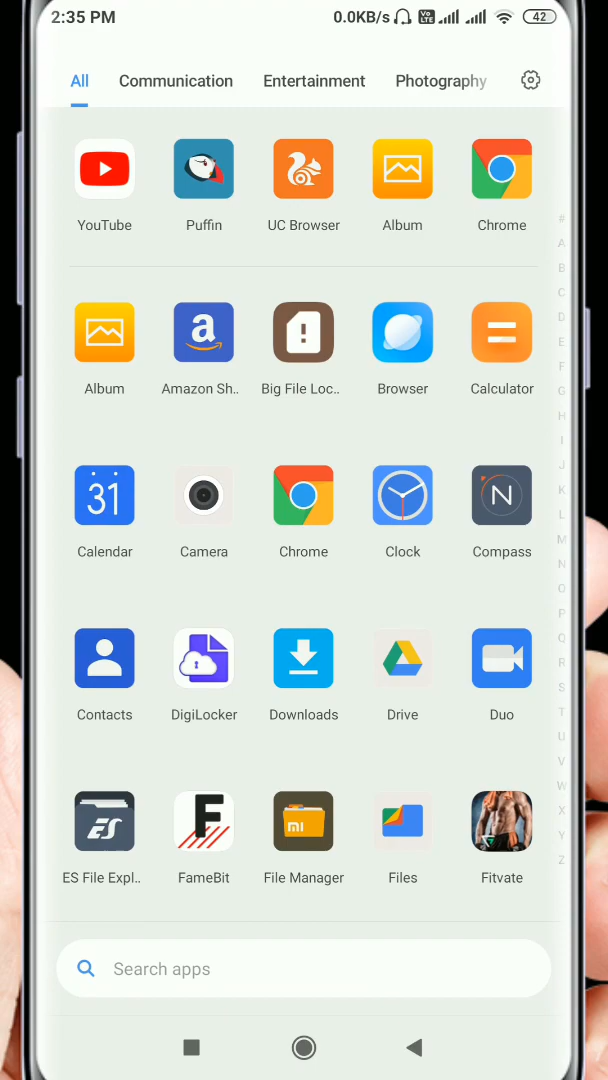 2:35 PM 0.0KB/s Vo LTE 42
All Communication Entertainment Photography
YouTube Puffin UC Browser Album Chrome
Album Amazon Sh.. Big File Loc.. Browser Calculator
31
Calendar Camera Chrome Clock Compass
Contacts DigiLocker Downloads Drive Duo
ES File Expl.. FameBit File Manager Files Fitvate
Search apps
#
A
B
C
D
E
F
G
H
I
J
K
L
M
N
O
P
Q
R
S
T
U
V
W
X
Y
Z